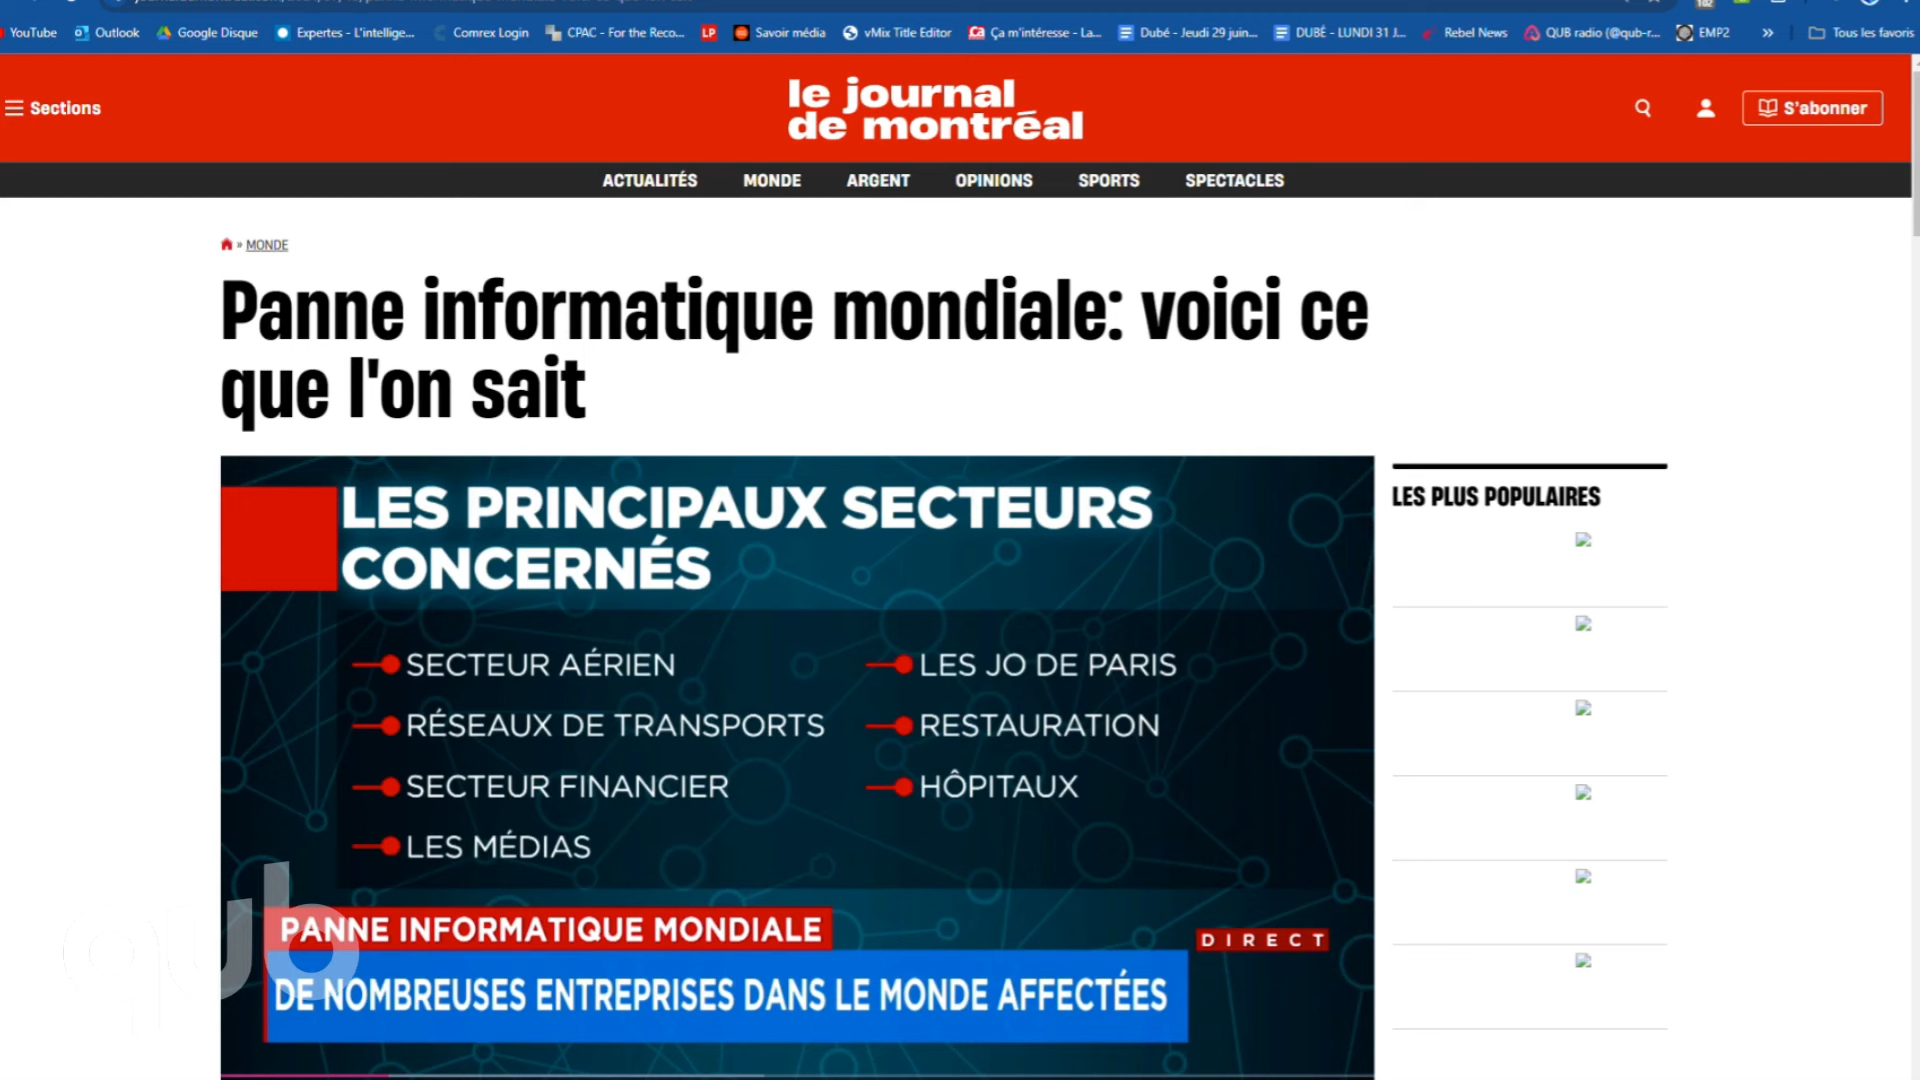 YouTube
Outlook
Google Disque
Expertes - L'intellige...
Comrex Login
CPAC - For the Reco...
LP
Savoir média
vMix Title Editor
Ça m'intéresse - La...
Dubé - Jeudi 29 juin...
DUBÉ - LUNDI 31 J...
Rebel News
QUB radio (@qub-r...
EMP2
»
Tous les favoris
Sections
le journal
de montréal
S'abonner
ACTUALITÉS MONDE ARGENT OPINIONS SPORTS SPECTACLES
» MONDE
Panne informatique mondiale: voici ce
que l'on sait
LES PRINCIPAUX SECTEURS
CONCERNÉS
SECTEUR AÉRIEN
RÉSEAUX DE TRANSPORTS
SECTEUR FINANCIER
LES MÉDIAS
LES JO DE PARIS
RESTAURATION
HÔPITAUX
PANNE INFORMATIQUE MONDIALE
DIRECT
DE NOMBREUSES ENTREPRISES DANS LE MONDE AFFECTÉES
LES PLUS POPULAIRES
qub